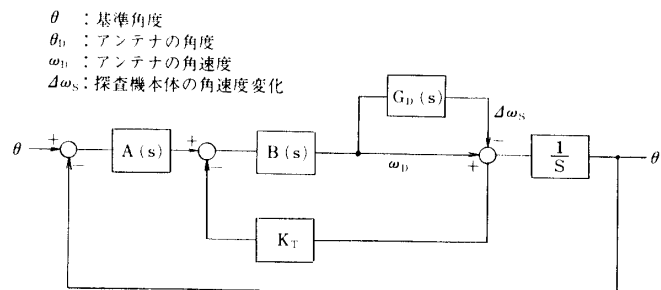 θ : 基準角度
θD : アンテナの角度
ωD : アンテナの角速度
Δωs : 探査機本体の角速度変化
GD(s)
Δωs
θ
+
−
A(s)
+
−
B(s)
ωD
−
+
1/S
θ
KT